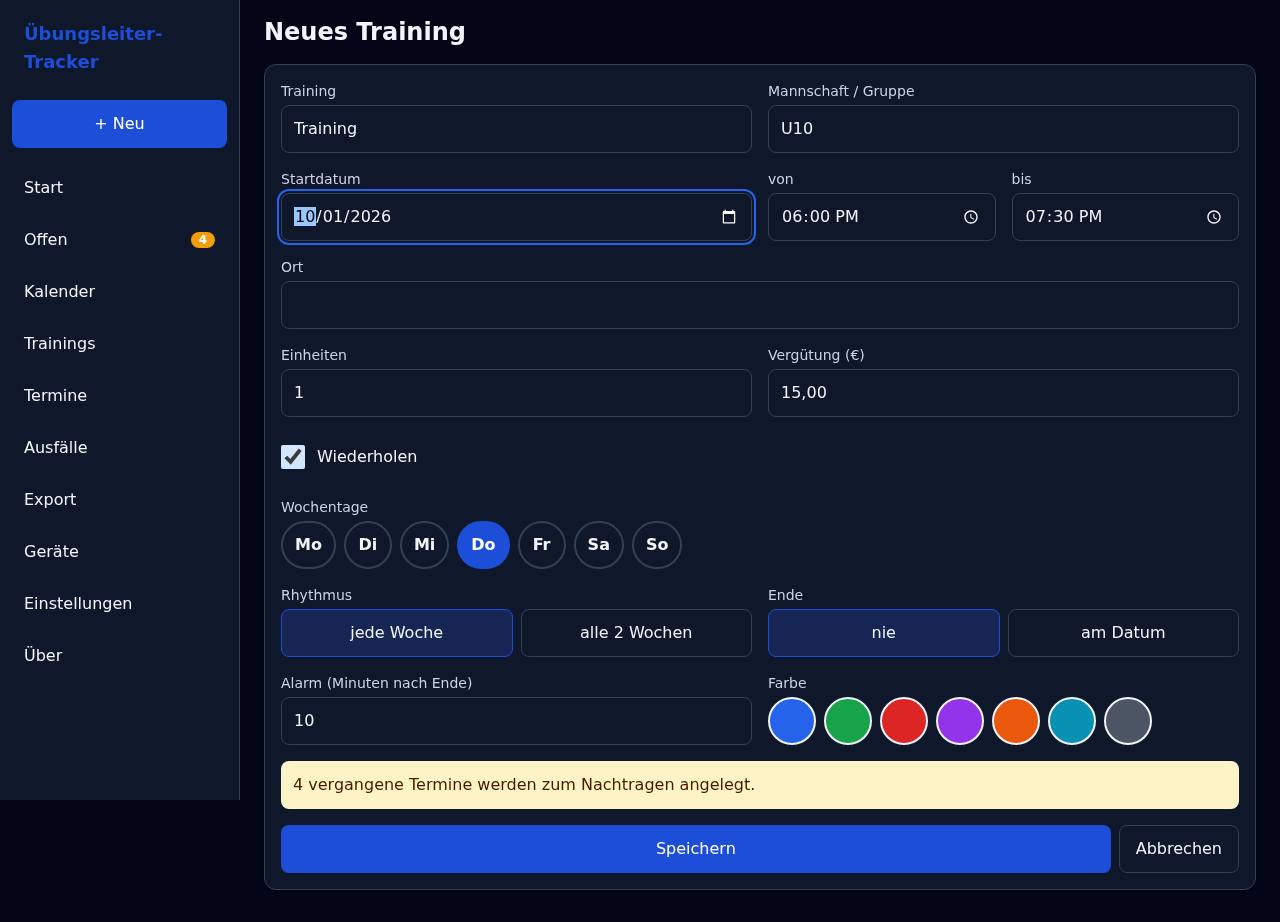 Übungsleiter-
Tracker
+ Neu
Start
Offen 4
Kalender
Trainings
Termine
Ausfälle
Export
Geräte
Einstellungen
Über
Neues Training
Training
Mannschaft / Gruppe
Training
U10
Startdatum
von
bis
10/01/2026
06:00 PM
07:30 PM
Ort
Einheiten
Vergütung (€)
1
15,00
Wiederholen
Wochentage
Mo Di Mi Do Fr Sa So
Rhythmus
Ende
jede Woche
alle 2 Wochen
nie
am Datum
Alarm (Minuten nach Ende)
Farbe
10
4 vergangene Termine werden zum Nachtragen angelegt.
Speichern
Abbrechen